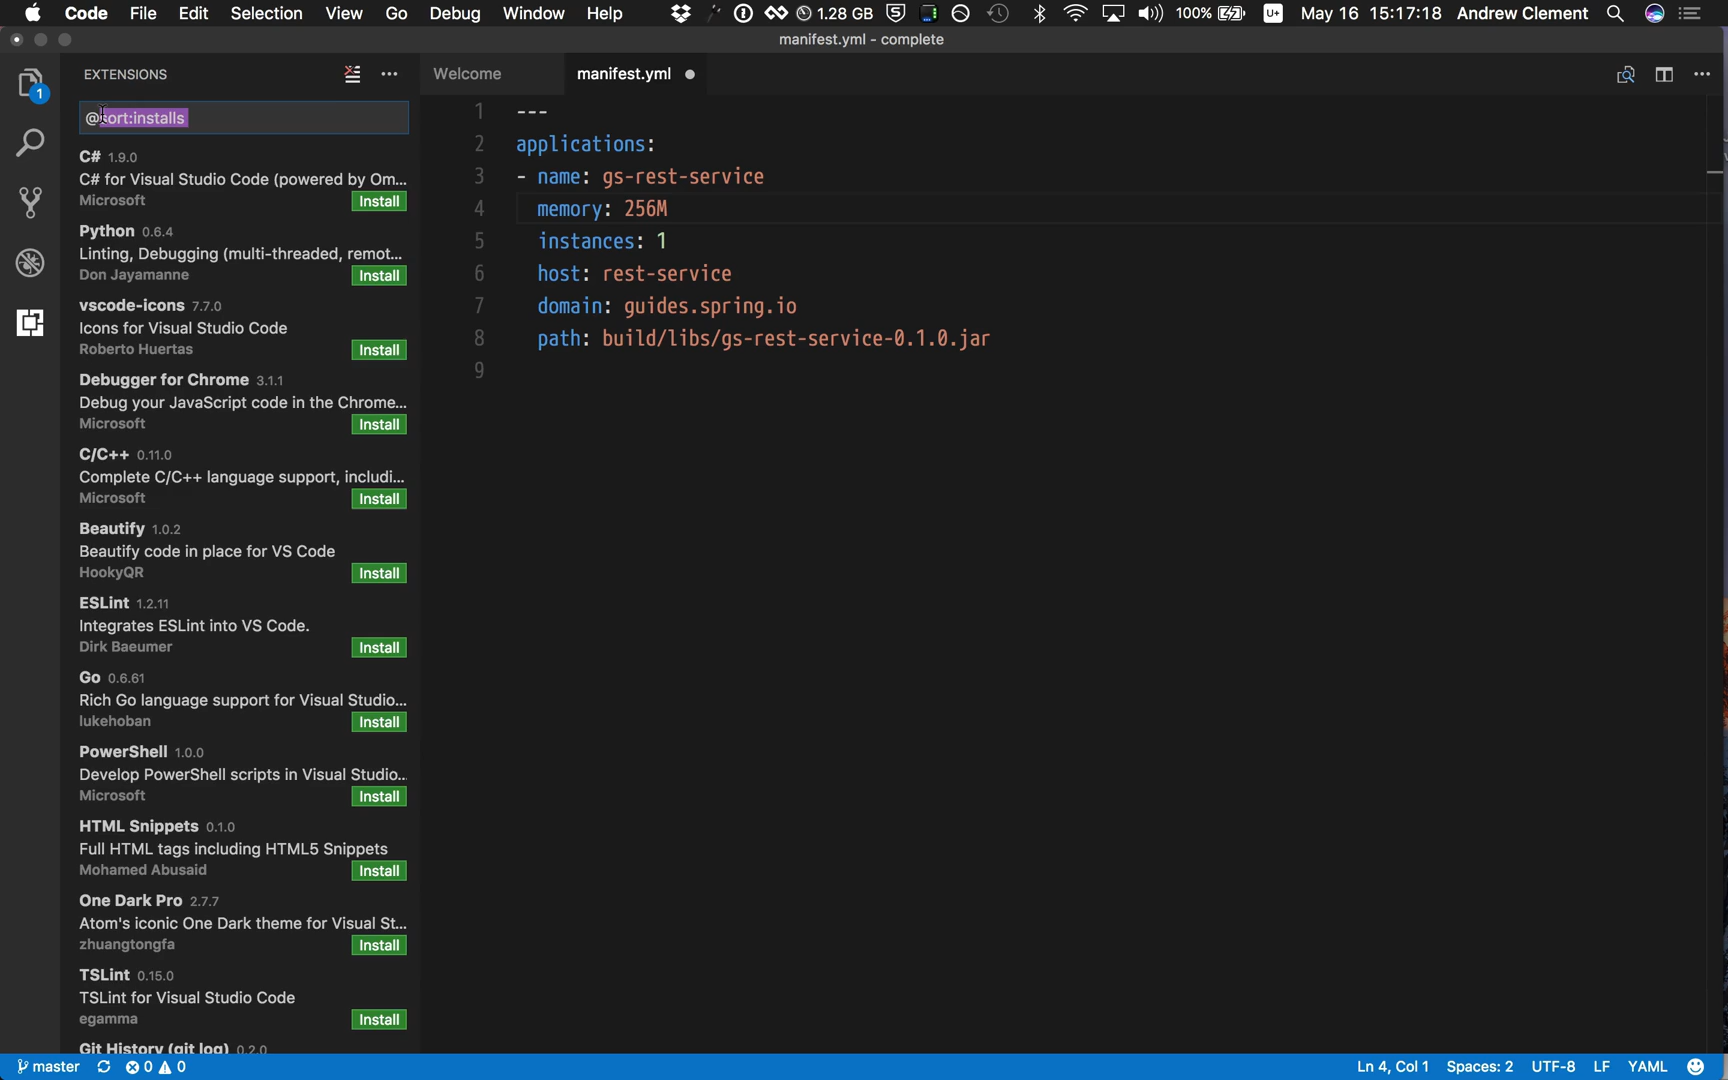 Code File Edit Selection View Go Debug Window Help 1.28 GB 100% U+ May 16 15:17:18 Andrew Clement
manifest.yml - complete
EXTENSIONS
Welcome
manifest.yml
1
@sort:installs
C# 1.9.0
C# for Visual Studio Code (powered by Om...
Microsoft
Install
Python 0.6.4
Linting, Debugging (multi-threaded, remot...
Don Jayamanne
Install
vscode-icons 7.7.0
Icons for Visual Studio Code
Roberto Huertas
Install
Debugger for Chrome 3.1.1
Debug your JavaScript code in the Chrome...
Microsoft
Install
C/C++ 0.11.0
Complete C/C++ language support, includi...
Microsoft
Install
Beautify 1.0.2
Beautify code in place for VS Code
HookyQR
Install
ESLint 1.2.11
Integrates ESLint into VS Code.
Dirk Baeumer
Install
Go 0.6.61
Rich Go language support for Visual Studio...
lukehoban
Install
PowerShell 1.0.0
Develop PowerShell scripts in Visual Studio...
Microsoft
Install
HTML Snippets 0.1.0
Full HTML tags including HTML5 Snippets
Mohamed Abusaid
Install
One Dark Pro 2.7.7
Atom's iconic One Dark theme for Visual St...
zhuangtongfa
Install
TSLint 0.15.0
TSLint for Visual Studio Code
egamma
Install
Git History (git log) 0.2.0
1 ---
2 applications:
3 - name: gs-rest-service
4 memory: 256M
5 instances: 1
6 host: rest-service
7 domain: guides.spring.io
8 path: build/libs/gs-rest-service-0.1.0.jar
9
master 0 0 Ln 4, Col 1 Spaces: 2 UTF-8 LF YAML